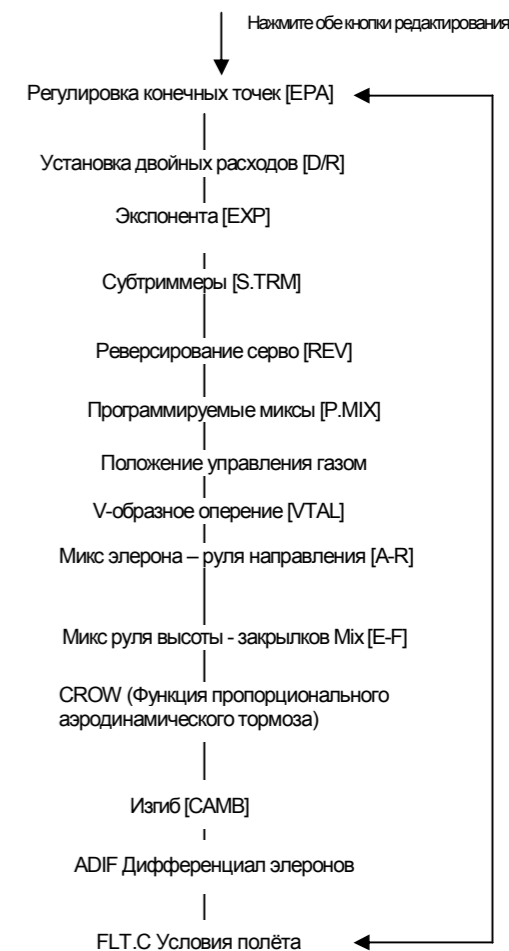 Нажмите обе кнопки редактирования
Регулировка конечных точек [EPA]
Установка двойных расходов [D/R]
Экспонента [EXP]
Субтриммеры [S.TRM]
Реверсирование серво [REV]
Программируемые миксы [P.MIX]
Положение управления газом
V-образное оперение [VTAL]
Микс элерона – руля направления [A-R]
Микс руля высоты - закрылков Mix [E-F]
CROW (Функция пропорционального
аэродинамического тормоза)
Изгиб [CAMB]
ADIF Дифференциал элеронов
FLT.C Условия полёта